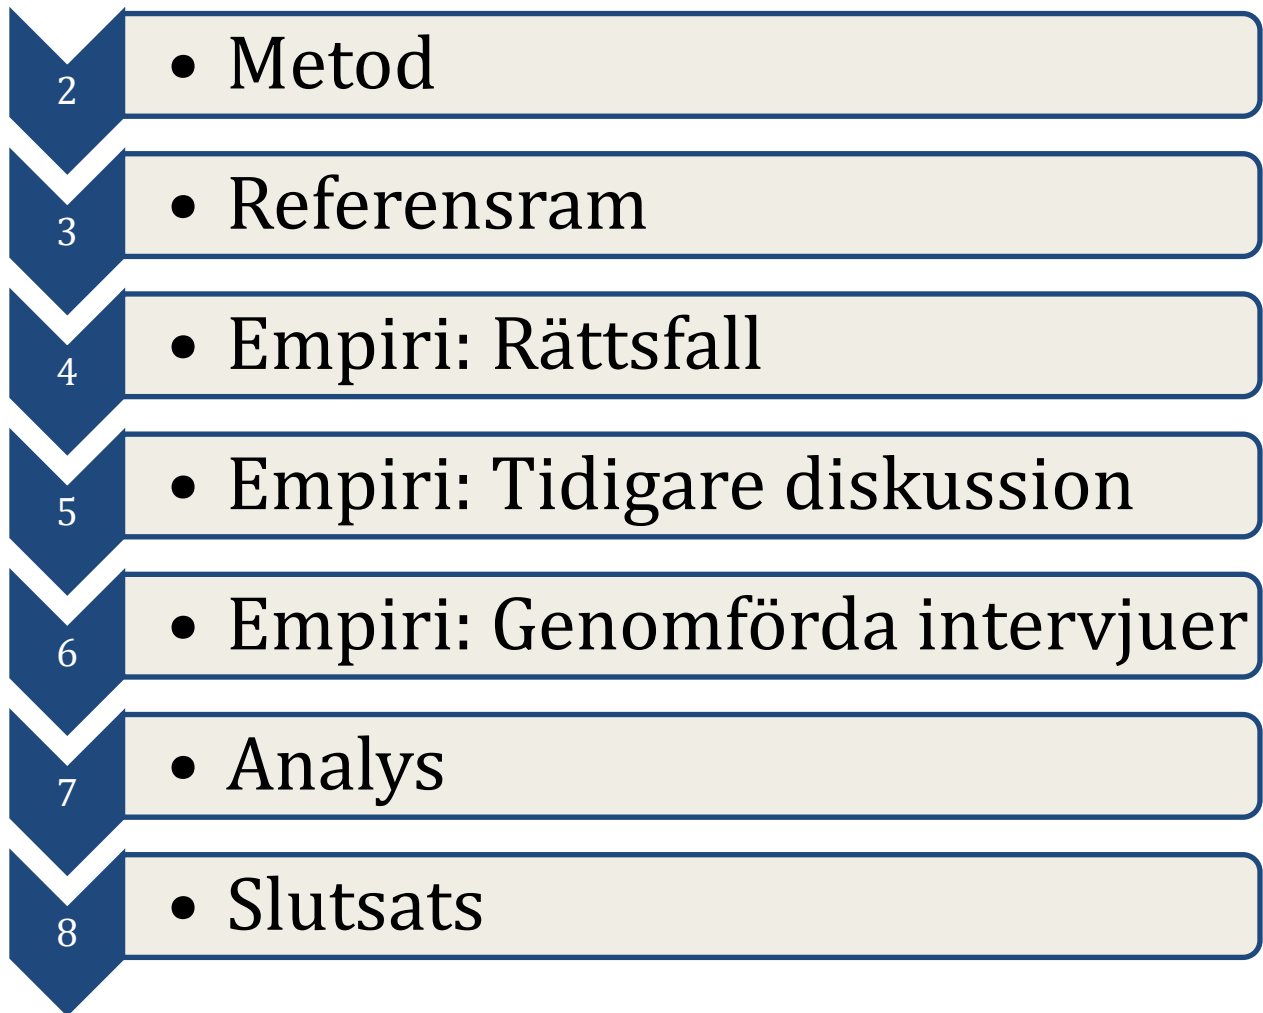 2
• Metod
3
• Referensram
4
• Empiri: Rättsfall
5
• Empiri: Tidigare diskussion
6
• Empiri: Genomförda intervjuer
7
• Analys
8
• Slutsats